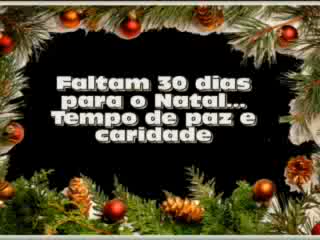 Faltam 30 dias
para o Natal...
Tempo de paz e
caridade